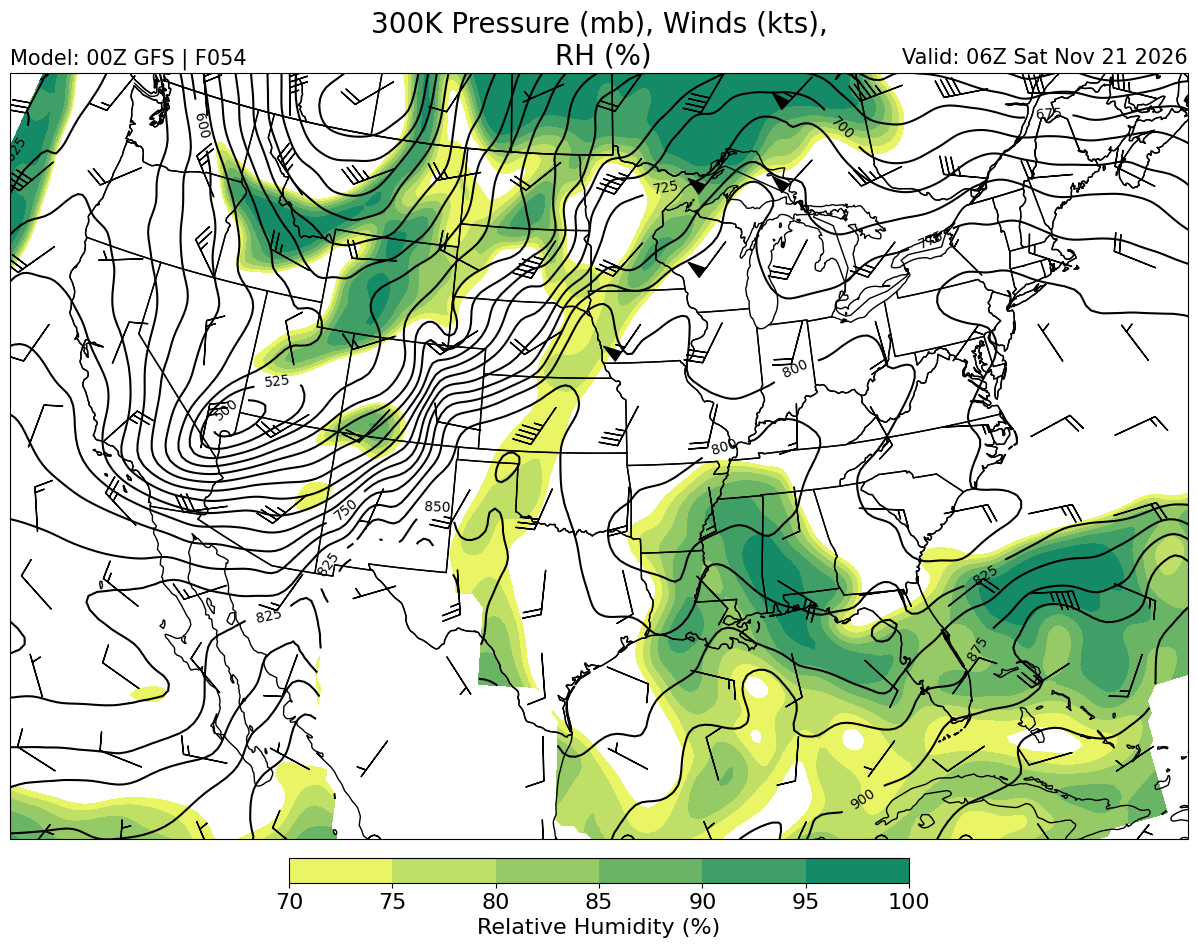 300K Pressure (mb), Winds (kts),
RH (%)
Model: 00Z GFS | F054
Valid: 06Z Sat Nov 21 2026
600
675
700
725
525
500
800
800
750
850
825
825
825
875
900
70 75 80 85 90 95 100
Relative Humidity (%)